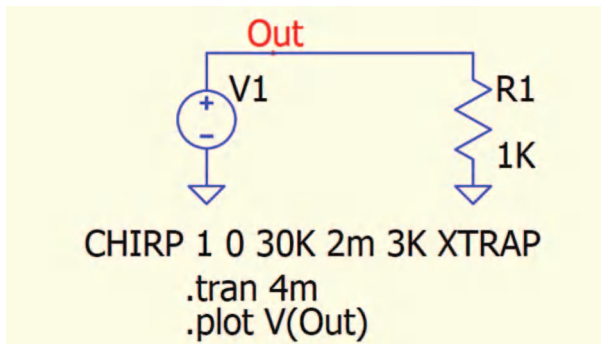 Out
V1
R1
1K
CHIRP 1 0 30K 2m 3K XTRAP
.tran 4m
.plot V(Out)